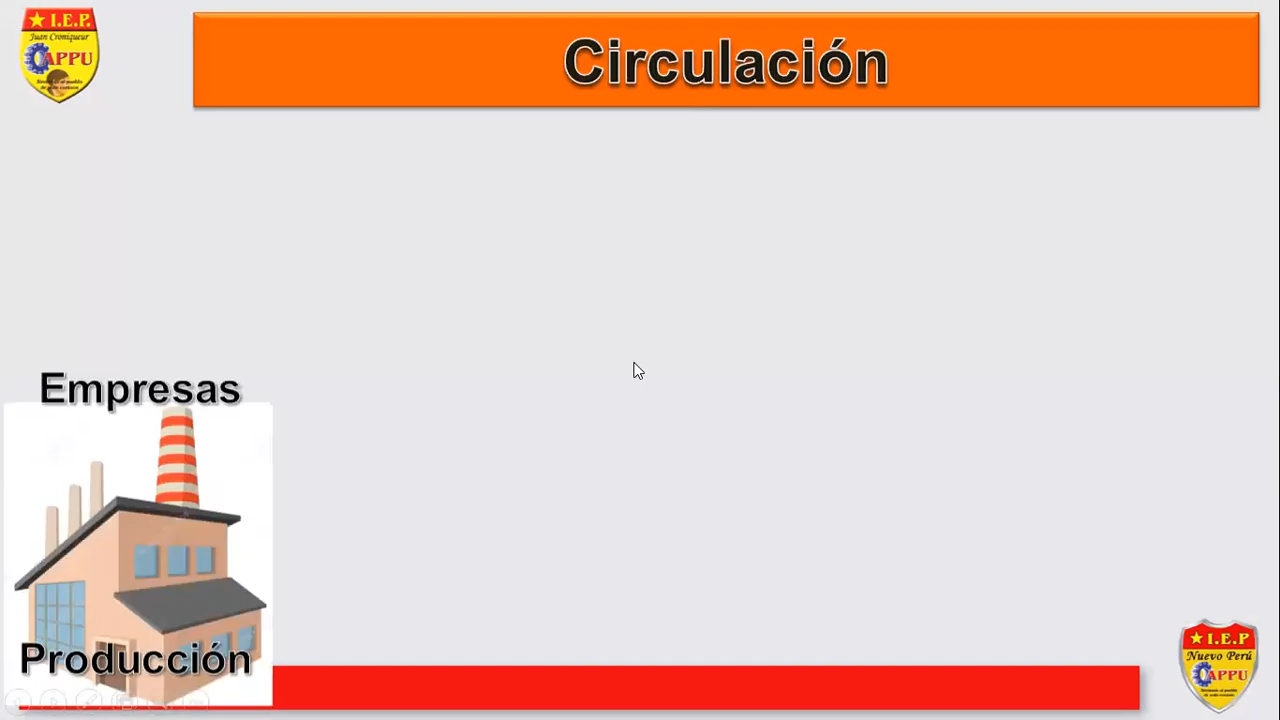 I.E.P.
Juan Croniqueur
APPU
Circulación
Empresas
Producción
I.E.P
Nuevo Perú
APPU